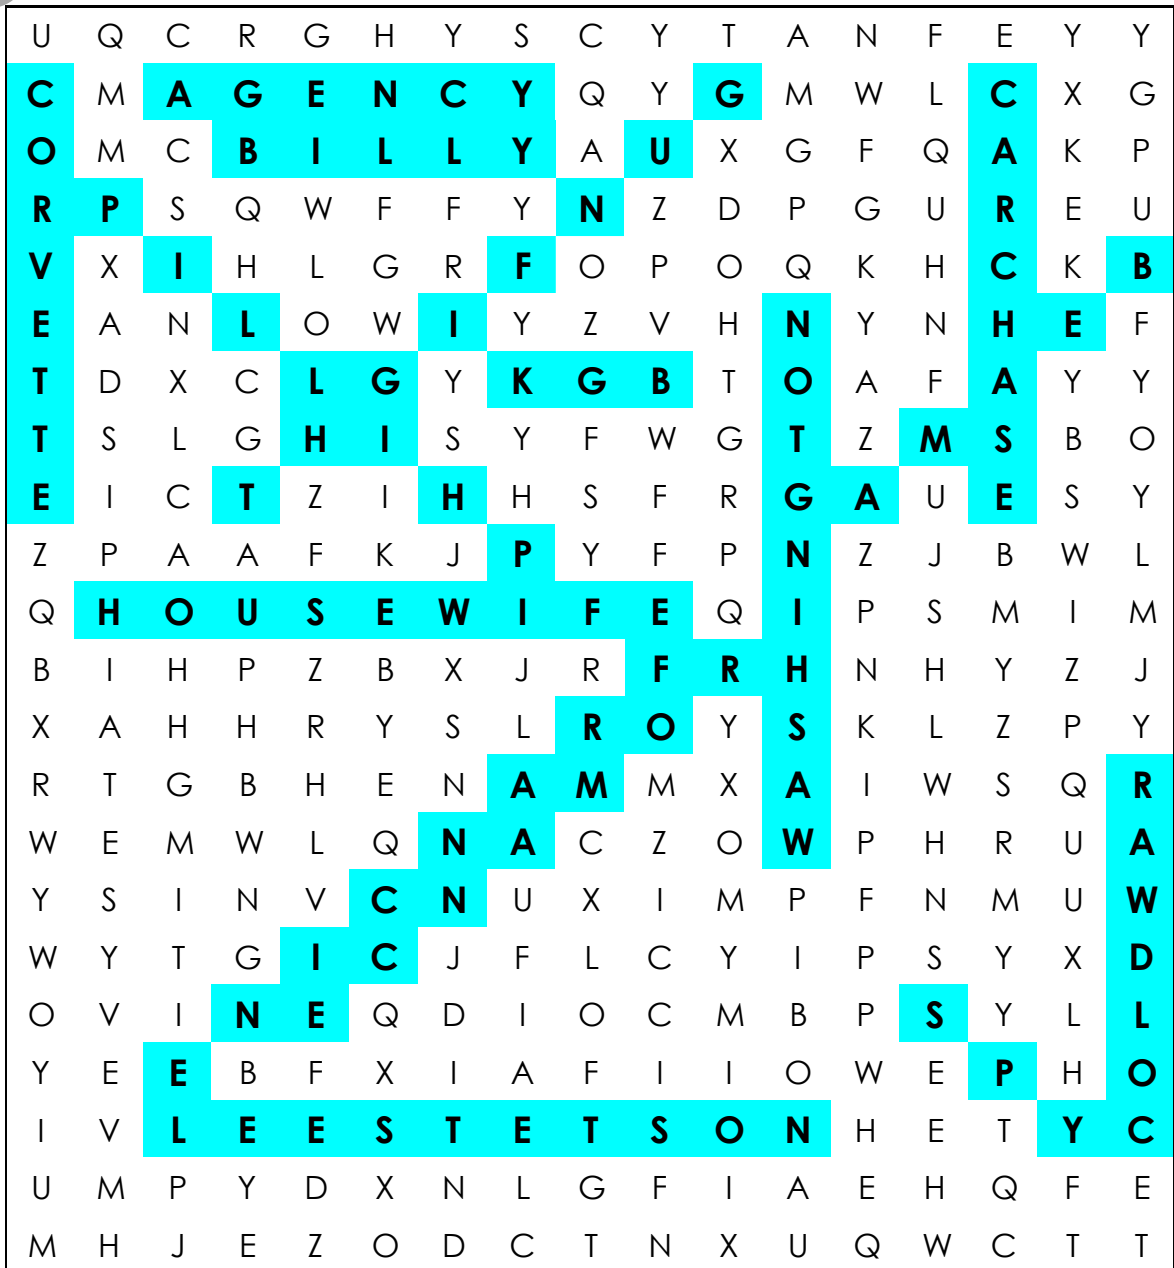 U Q C R G H Y S C Y T A N F E Y Y
C M A G E N C Y Q Y G M W L C X G
O M C B I L L Y A U X G F Q A K P
R P S Q W F F Y N Z D P G U R E U
V X I H L G R F O P O Q K H C K B
E A N L O W I Y Z V H N Y N H E F
T D X C L G Y K G B T O A F A Y Y
T S L G H I S Y F W G T Z M S B O
E I C T Z I H H S F R G A U E S Y
Z P A A F K J P Y F P N Z J B W L
Q H O U S E W I F E Q I P S M I M
B I H P Z B X J R F R H N H Y Z J
X A H H R Y S L R O Y S K L Z P Y
R T G B H E N A M M X A I W S Q R
W E M W L Q N A C Z O W P H R U A
Y S I N V C N U X I M P F N M U W
W Y T G I C J F L C Y I P S Y X D
O V I N E Q D I O C M B P S Y L L
Y E E B F X I A F I I O W E P H O
I V L E E S T E T S O N H E T Y C
U M P Y D X N L G F I A E H Q F E
M H J E Z O D C T N X U Q W C T T